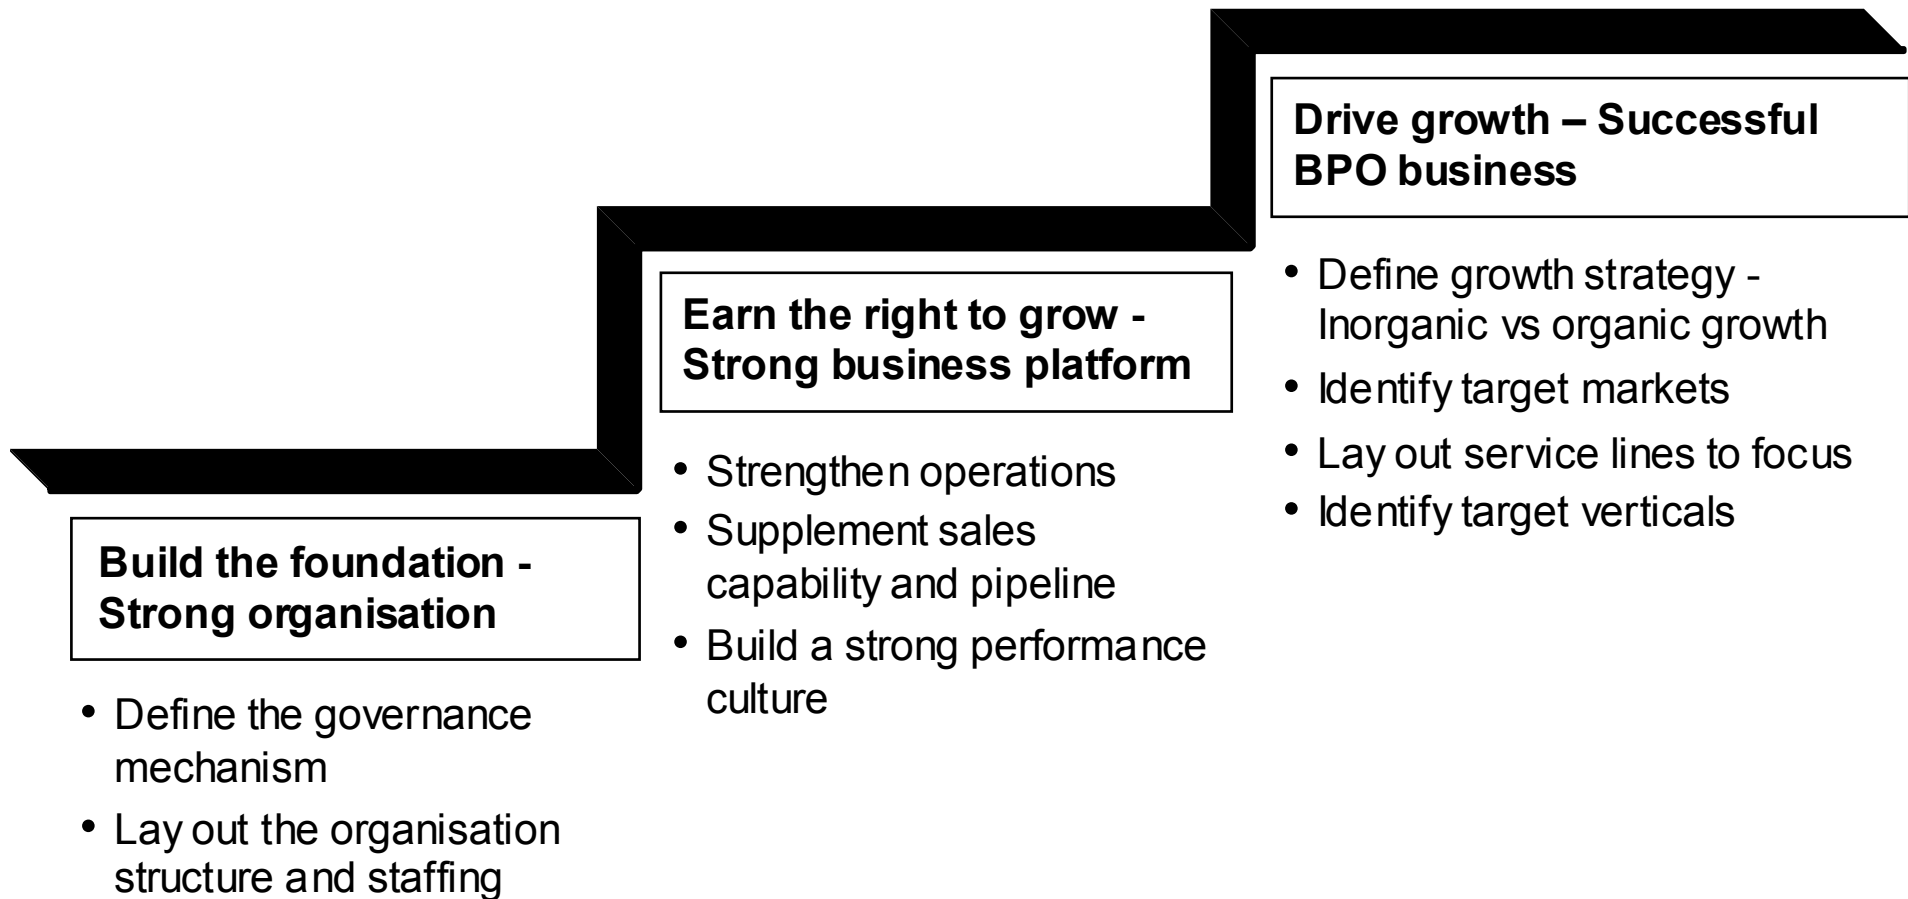 Build the foundation -
Strong organisation
• Define the governance
mechanism
• Lay out the organisation
structure and staffing
Earn the right to grow -
Strong business platform
• Strengthen operations
• Supplement sales
capability and pipeline
• Build a strong performance
culture
Drive growth – Successful
BPO business
• Define growth strategy -
Inorganic vs organic growth
• Identify target markets
• Lay out service lines to focus
• Identify target verticals